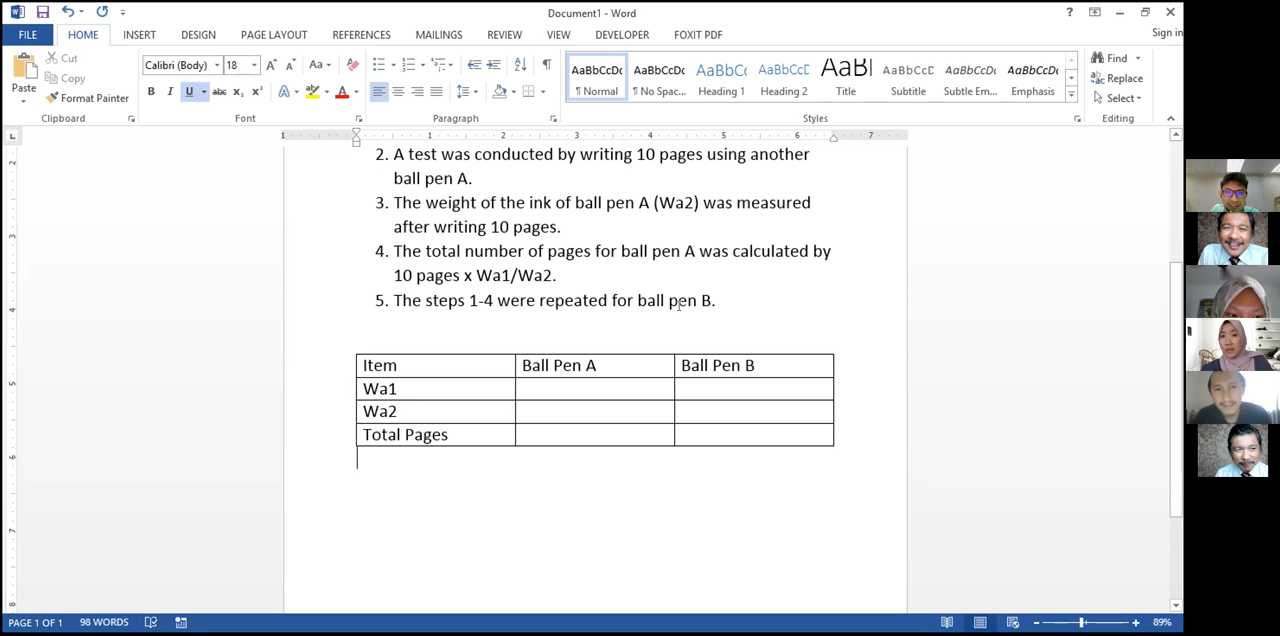 Document1 - Word
Sign in
FILE HOME INSERT DESIGN PAGE LAYOUT REFERENCES MAILINGS REVIEW VIEW DEVELOPER FOXIT PDF
Paste
Cut
Copy
Format Painter
Clipboard
Calibri (Body) 18
Font
Paragraph
AaBbCcDc AaBbCcDc AaBbCc AaBbCcD AaBl AaBbCcD AaBbCcDc AaBbCcDc
¶ Normal ¶ No Spac... Heading 1 Heading 2 Title Subtitle Subtle Em... Emphasis
Styles
Find
Replace
Select
Editing
2. A test was conducted by writing 10 pages using another
ball pen A.
3. The weight of the ink of ball pen A (Wa2) was measured
after writing 10 pages.
4. The total number of pages for ball pen A was calculated by
10 pages x Wa1/Wa2.
5. The steps 1-4 were repeated for ball pen B.
Item Ball Pen A Ball Pen B
Wa1
Wa2
Total Pages
PAGE 1 OF 1 98 WORDS 89%